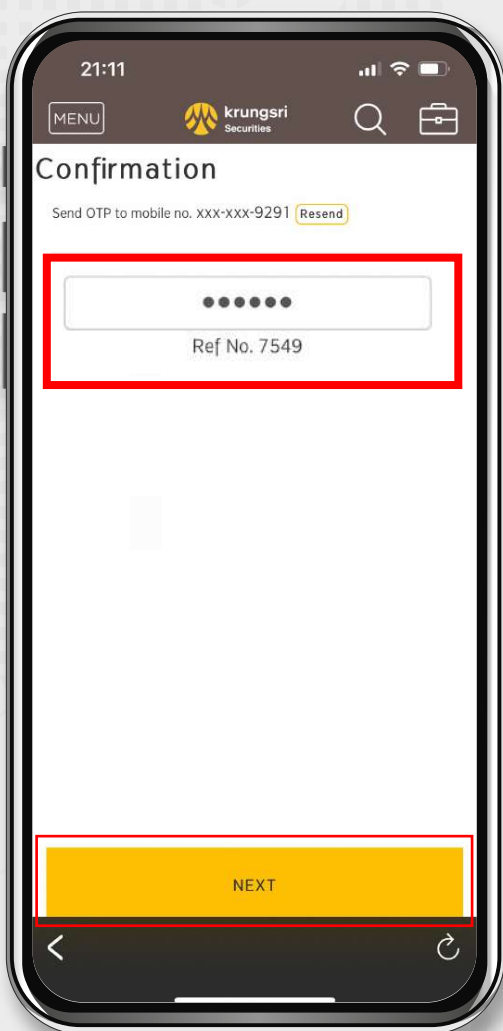 21:11
MENU
krungsri
Securities
Confirmation
Send OTP to mobile no. xxx-xxx-9291 Resend
●●●●●●
Ref No. 7549
NEXT